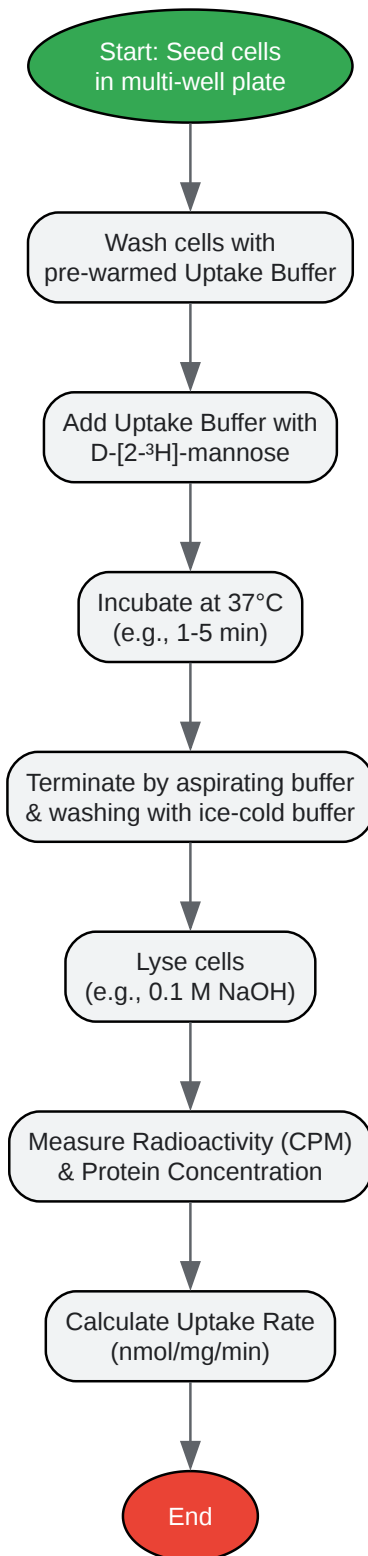 Start: Seed cells
in multi-well plate
Wash cells with
pre-warmed Uptake Buffer
Add Uptake Buffer with
D-[2-³H]-mannose
Incubate at 37°C
(e.g., 1-5 min)
Terminate by aspirating buffer
& washing with ice-cold buffer
Lyse cells
(e.g., 0.1 M NaOH)
Measure Radioactivity (CPM)
& Protein Concentration
Calculate Uptake Rate
(nmol/mg/min)
End